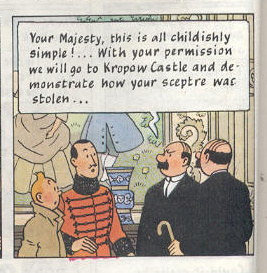 Your Majesty, this is all childishly
simple!... With your permission
we will go to Kropow Castle and de-
monstrate how your sceptre was
stolen...